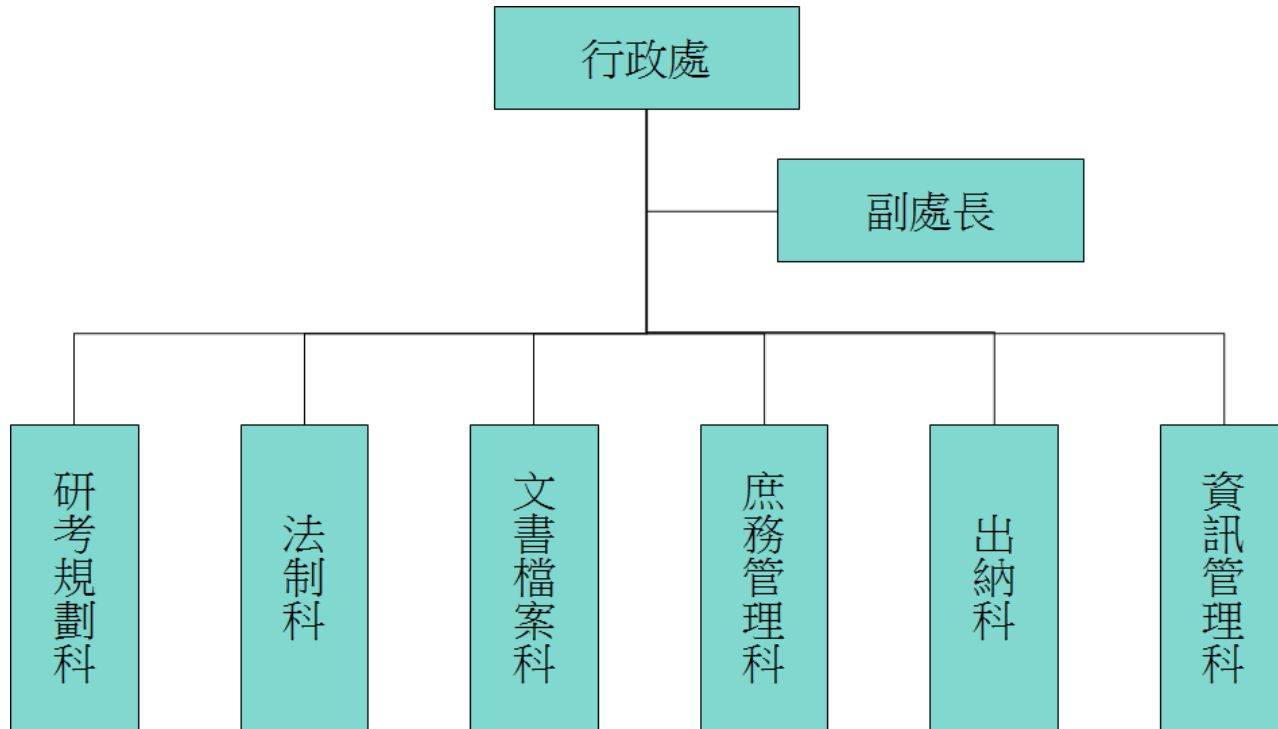 行政處
副處長
研考規劃科
法制科
文書檔案科
庶務管理科
出納科
資訊管理科